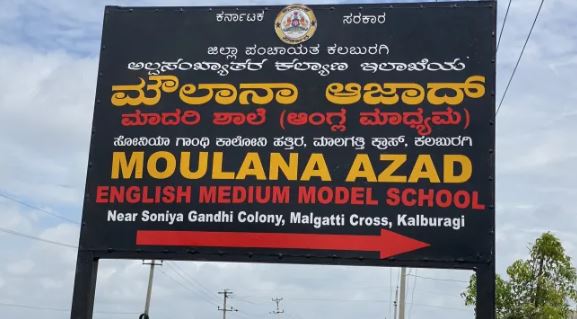 ಕರ್ನಾಟಕ ಸರಕಾರ
ಜಿಲ್ಲಾ ಪಂಚಾಯತ ಕಲಬುರಗಿ
ಅಲ್ಪಸಂಖ್ಯಾತರ ಕಲ್ಯಾಣ ಇಲಾಖೆಯ
ಮೌಲಾನಾ ಆಜಾದ್
ಮಾದರಿ ಶಾಲೆ (ಆಂಗ್ಲ ಮಾಧ್ಯಮ)
ಸೋನಿಯಾ ಗಾಂಧಿ ಕಾಲೋನಿ ಹತ್ತಿರ, ಮಾಲಗತ್ತಿ ಕ್ರಾಸ್, ಕಲಬುರಗಿ
MOULANA AZAD
ENGLISH MEDIUM MODEL SCHOOL
Near Soniya Gandhi Colony, Malgatti Cross, Kalburagi